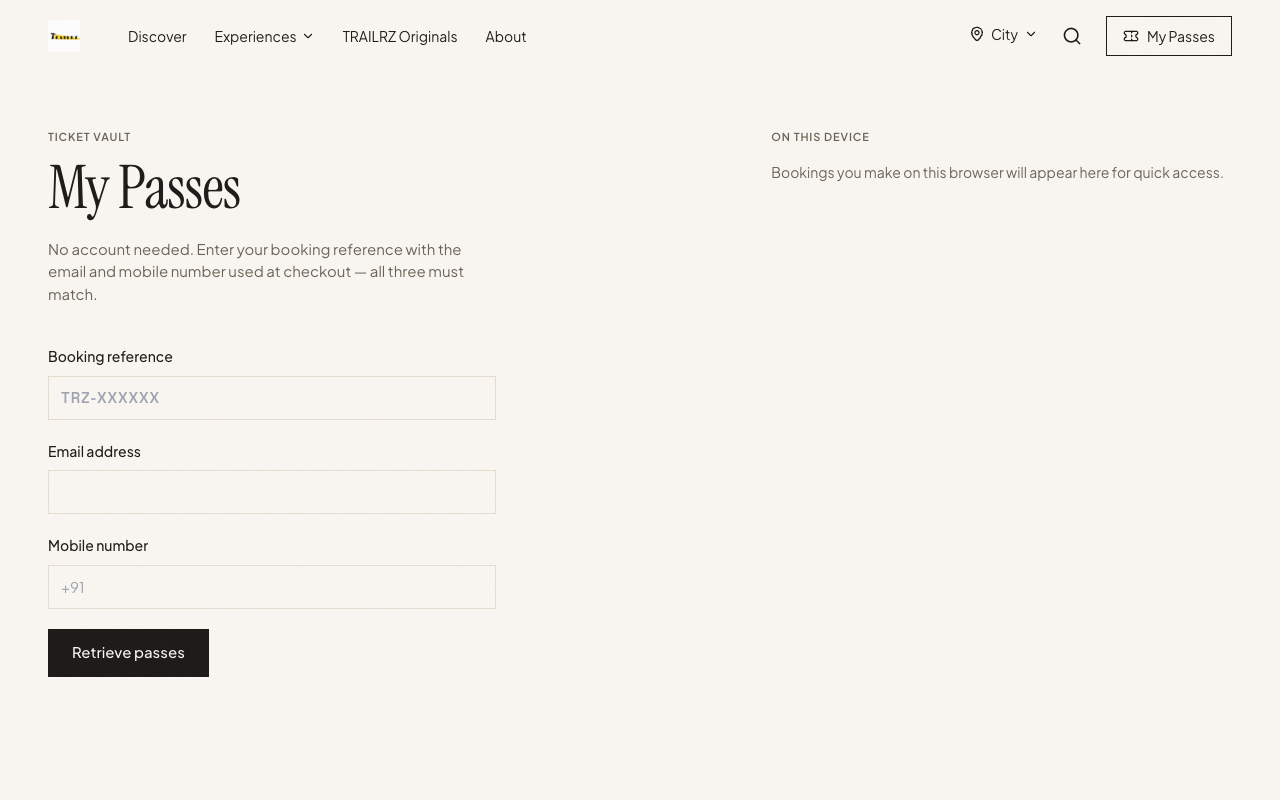 Discover
Experiences
TRAILRZ Originals
About
City
My Passes
TICKET VAULT
My Passes
No account needed. Enter your booking reference with the
email and mobile number used at checkout — all three must
match.
Booking reference
TRZ-XXXXXX
Email address
Mobile number
+91
Retrieve passes
ON THIS DEVICE
Bookings you make on this browser will appear here for quick access.